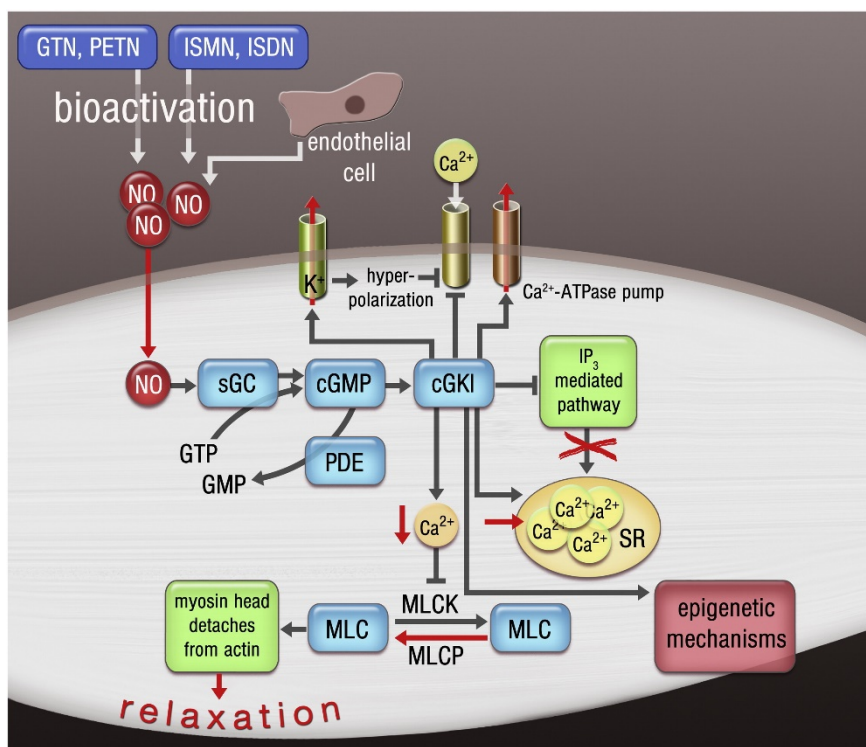 GTN, PETN
ISMN, ISDN
bioactivation
endothelial
cell
Ca²⁺
NO
NO
NO
K⁺
hyper-
polarization
Ca²⁺-ATPase pump
NO
sGC
cGMP
cGKI
IP₃
mediated
pathway
GTP
GMP
PDE
Ca²⁺
Ca²⁺
Ca²⁺
Ca²⁺
Ca²⁺
SR
myosin head
detaches
from actin
MLC
MLCK
MLCP
MLC
epigenetic
mechanisms
relaxation